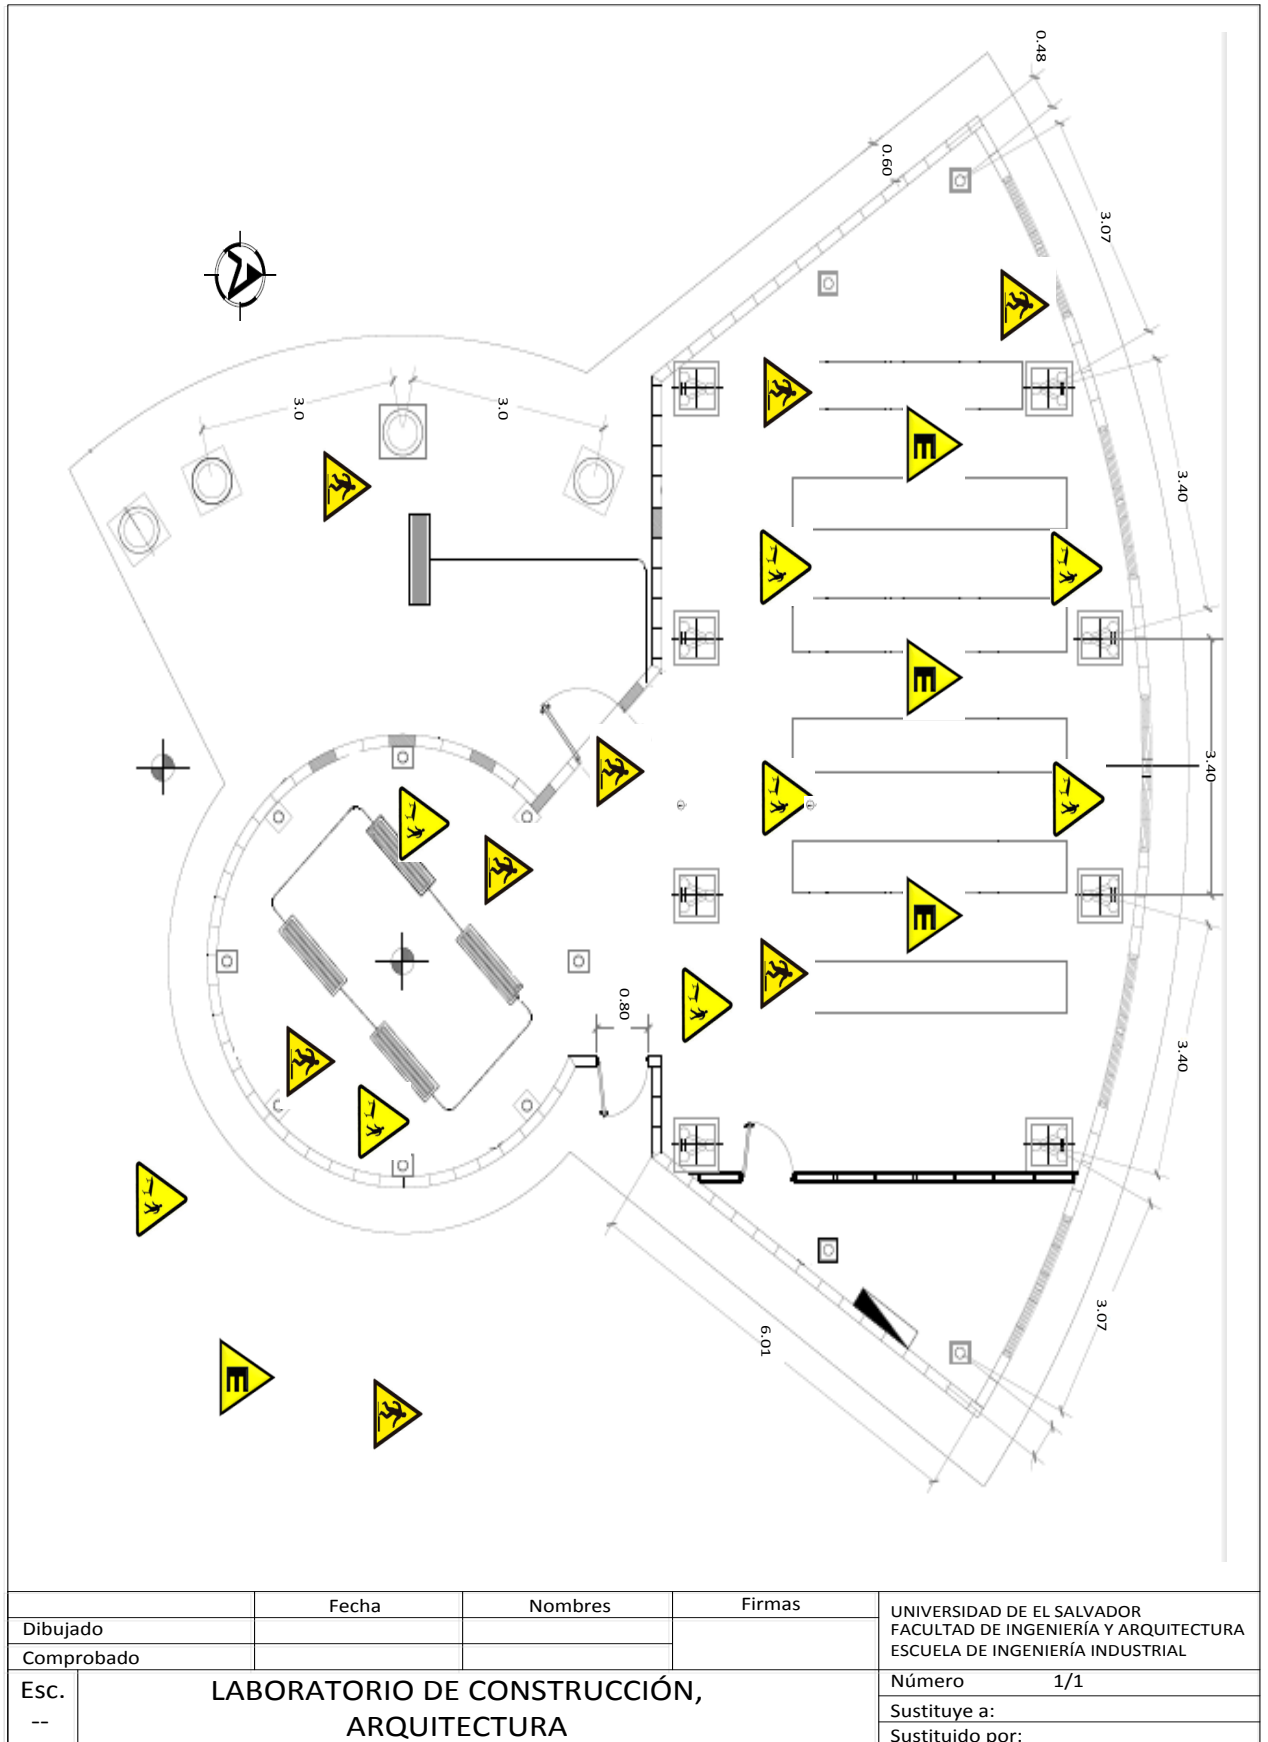 0.48
0.60
3.07
3.0
3.0
3.40
E
E
3.40
E
0.80
3.40
3.07
6.01
E
Fecha Nombres Firmas
Dibujado
Comprobado
UNIVERSIDAD DE EL SALVADOR
FACULTAD DE INGENIERÍA Y ARQUITECTURA
ESCUELA DE INGENIERÍA INDUSTRIAL
Esc.
--
LABORATORIO DE CONSTRUCCIÓN,
ARQUITECTURA
Número 1/1
Sustituye a:
Sustituido por: